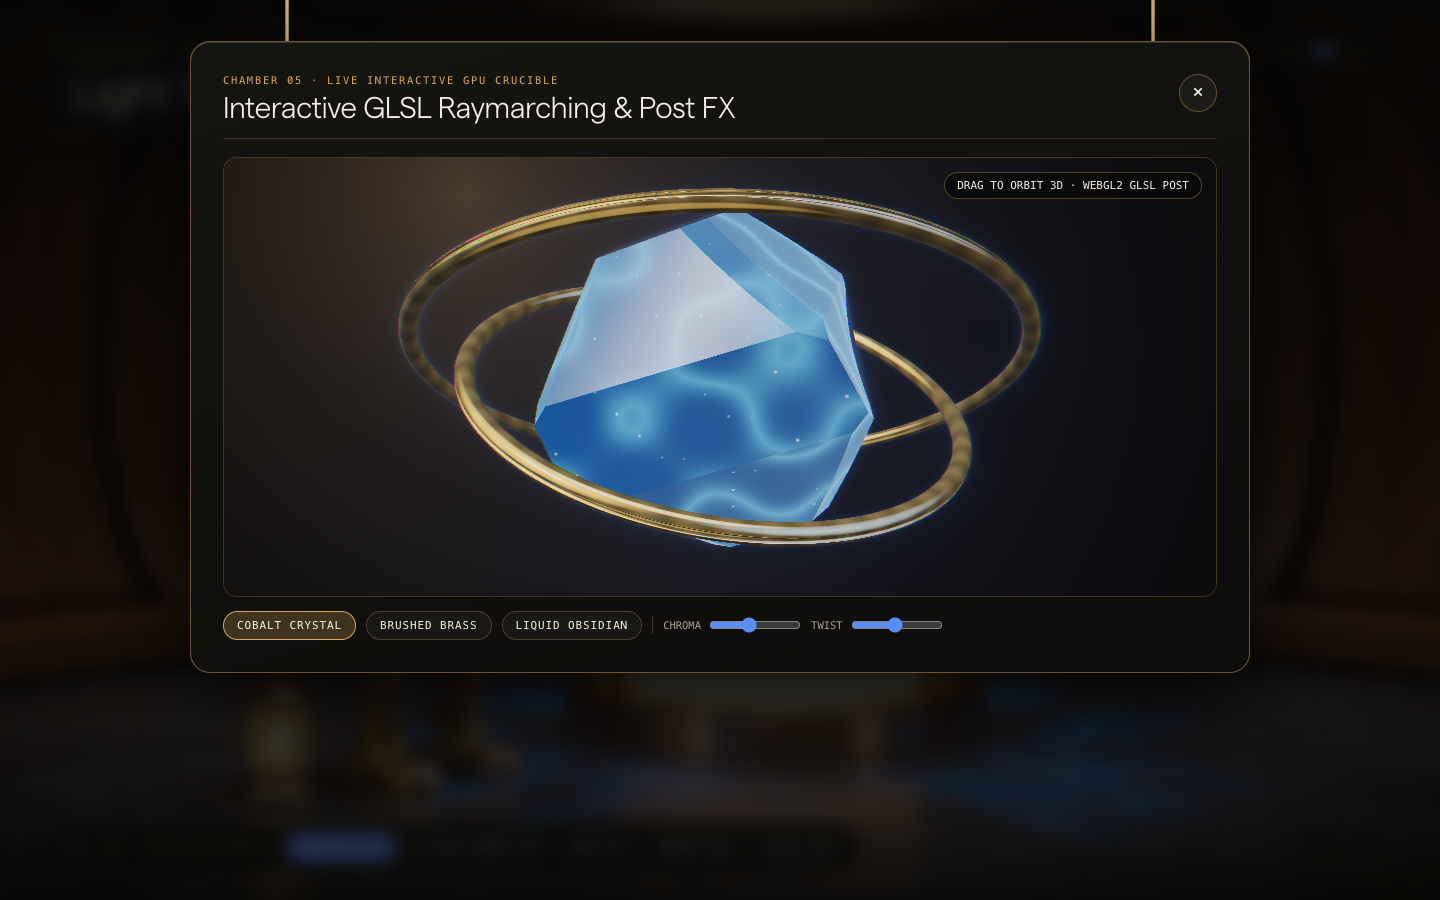 CHAMBER 05 · LIVE INTERACTIVE GPU CRUCIBLE
Interactive GLSL Raymarching & Post FX
×
DRAG TO ORBIT 3D · WEBGL2 GLSL POST
COBALT CRYSTAL
BRUSHED BRASS
LIQUID OBSIDIAN
CHROMA
TWIST
Light